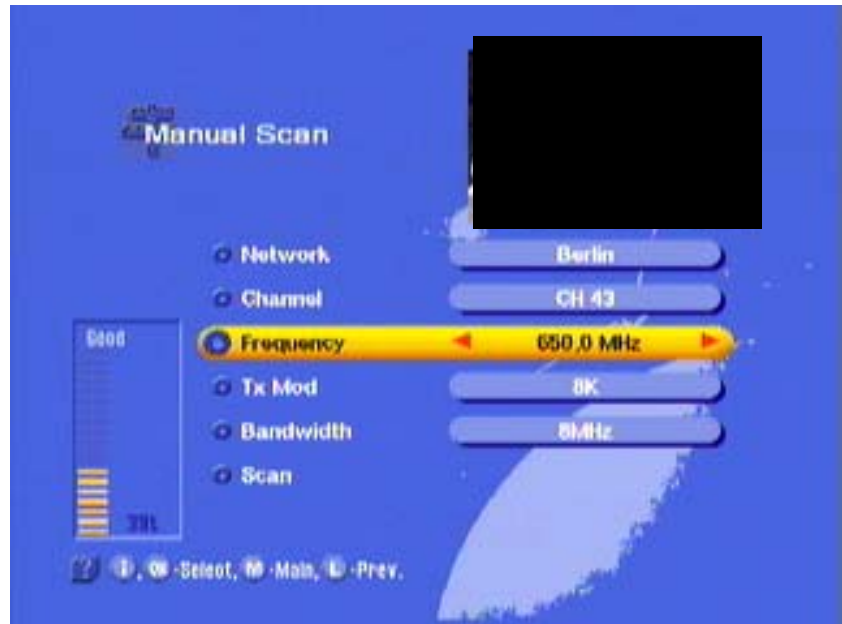 Manual Scan
Network Berlin
Channel CH 43
Frequency 650,0 MHz
Tx Mod 8K
Bandwidth 8MHz
Scan
Good
?
i, OK -Select, M -Main, L -Prev.